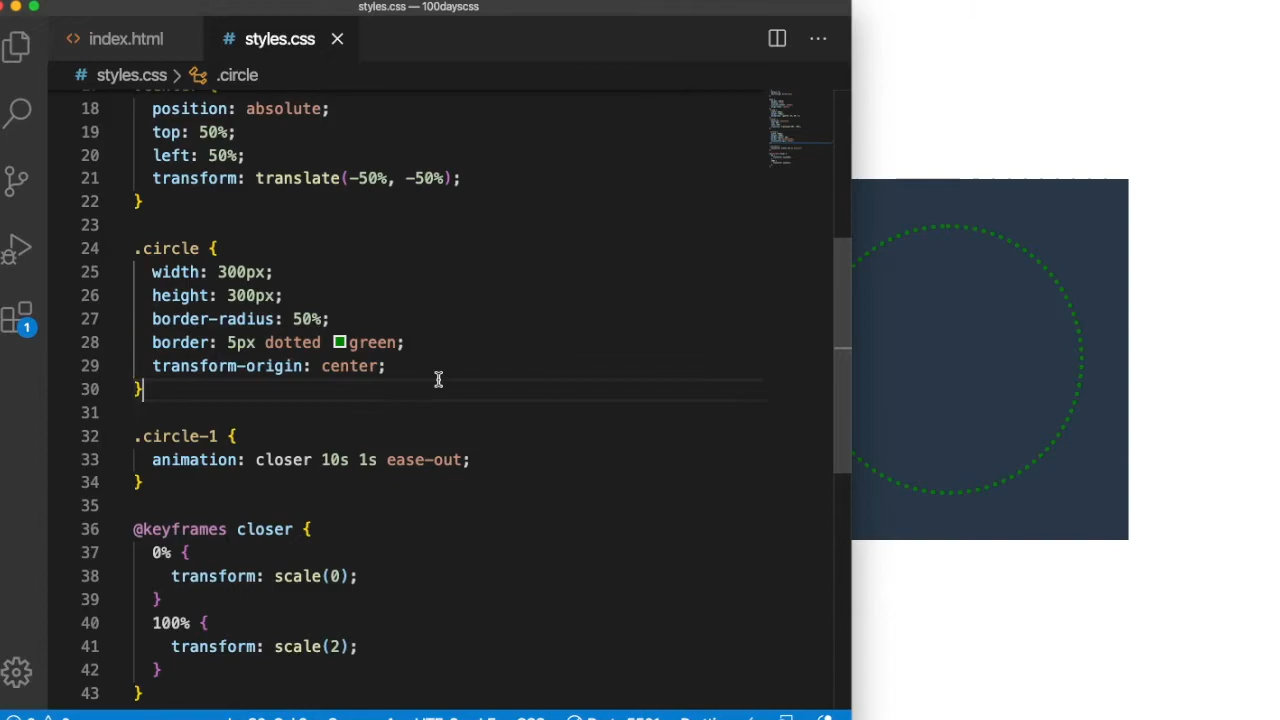 styles.css — 100dayscss
<> index.html # styles.css ×
# styles.css > .circle
18 position: absolute;
19 top: 50%;
20 left: 50%;
21 transform: translate(-50%, -50%);
22 }
23
24 .circle {
25 width: 300px;
26 height: 300px;
27 border-radius: 50%;
28 border: 5px dotted green;
29 transform-origin: center;
30 }
31
32 .circle-1 {
33 animation: closer 10s 1s ease-out;
34 }
35
36 @keyframes closer {
37 0% {
38 transform: scale(0);
39 }
40 100% {
41 transform: scale(2);
42 }
43 }
1